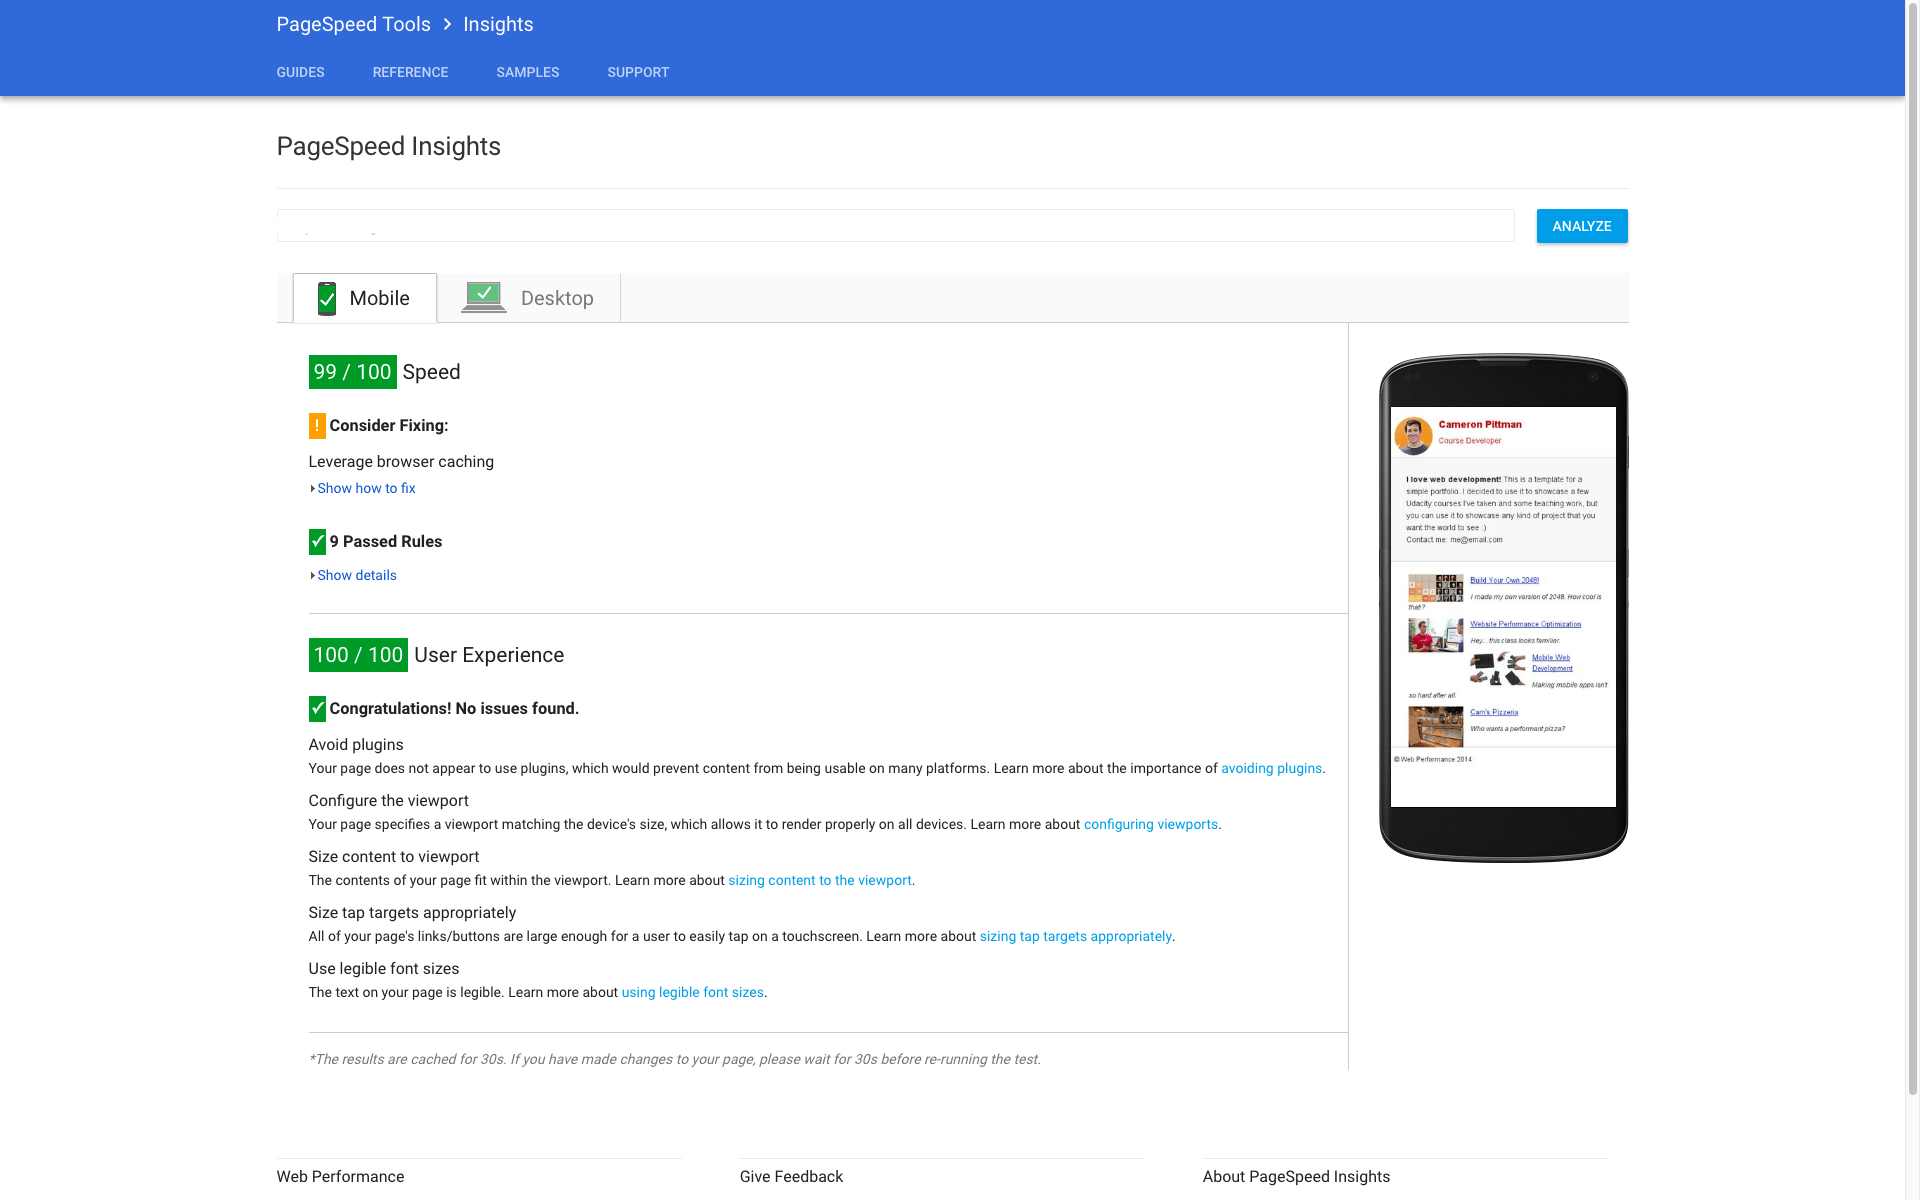 PageSpeed Tools > Insights
GUIDES REFERENCE SAMPLES SUPPORT
PageSpeed Insights
ANALYZE
Mobile Desktop
99 / 100 Speed
! Consider Fixing:
Leverage browser caching
Show how to fix
9 Passed Rules
Show details
100 / 100 User Experience
Congratulations! No issues found.
Avoid plugins
Your page does not appear to use plugins, which would prevent content from being usable on many platforms. Learn more about the importance of avoiding plugins.
Configure the viewport
Your page specifies a viewport matching the device's size, which allows it to render properly on all devices. Learn more about configuring viewports.
Size content to viewport
The contents of your page fit within the viewport. Learn more about sizing content to the viewport.
Size tap targets appropriately
All of your page's links/buttons are large enough for a user to easily tap on a touchscreen. Learn more about sizing tap targets appropriately.
Use legible font sizes
The text on your page is legible. Learn more about using legible font sizes.
*The results are cached for 30s. If you have made changes to your page, please wait for 30s before re-running the test.
Cameron Pittman
Course Developer
I love web development! This is a template for a
simple portfolio. I decided to use it to showcase a few
Udacity courses I've taken and some teaching work, but
you can use it to showcase any kind of project that you
want the world to see :)
Contact me: me@email.com
Build Your Own 2048!
I made my own version of 2048. How cool is
that?
Website Performance Optimization
Hey... this class looks familiar.
Mobile Web
Development
Making mobile apps isn't
so hard after all.
Cam's Pizzeria
Who wants a performant pizza?
© Web Performance 2014
Web Performance
Give Feedback
About PageSpeed Insights